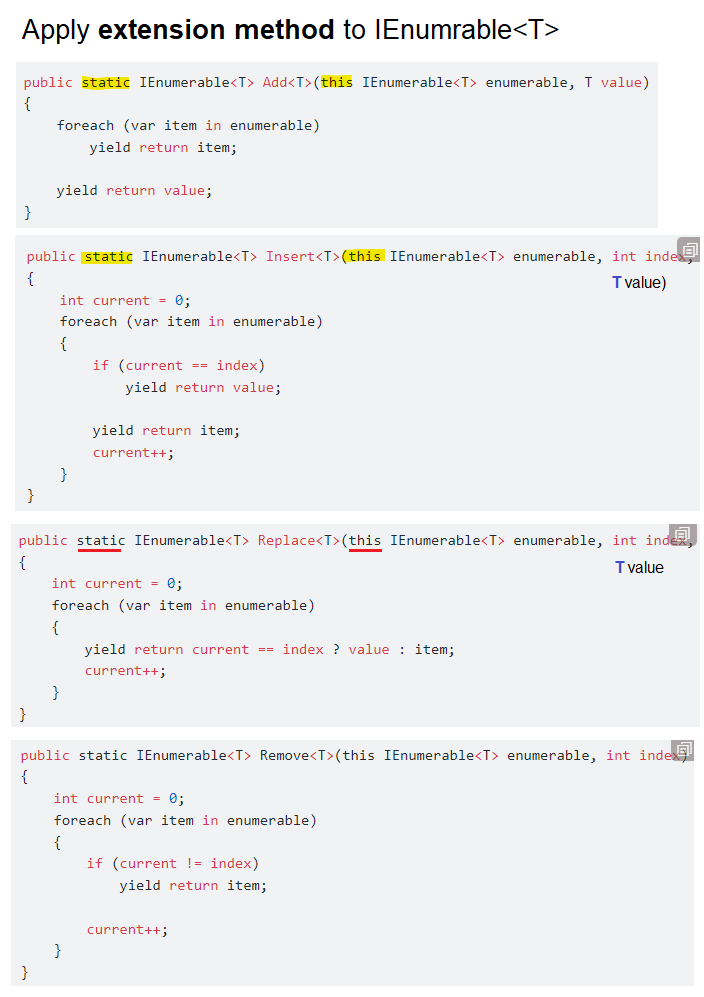 Apply extension method to IEnumrable<T>
public static IEnumerable<T> Add<T>(this IEnumerable<T> enumerable, T value)
{
    foreach (var item in enumerable)
        yield return item;
    yield return value;
}
public static IEnumerable<T> Insert<T>(this IEnumerable<T> enumerable, int index,
{
T value)
    int current = 0;
    foreach (var item in enumerable)
    {
        if (current == index)
            yield return value;
        yield return item;
        current++;
    }
}
public static IEnumerable<T> Replace<T>(this IEnumerable<T> enumerable, int index,
{
T value
    int current = 0;
    foreach (var item in enumerable)
    {
        yield return current == index ? value : item;
        current++;
    }
}
public static IEnumerable<T> Remove<T>(this IEnumerable<T> enumerable, int index)
{
    int current = 0;
    foreach (var item in enumerable)
    {
        if (current != index)
            yield return item;
        current++;
    }
}